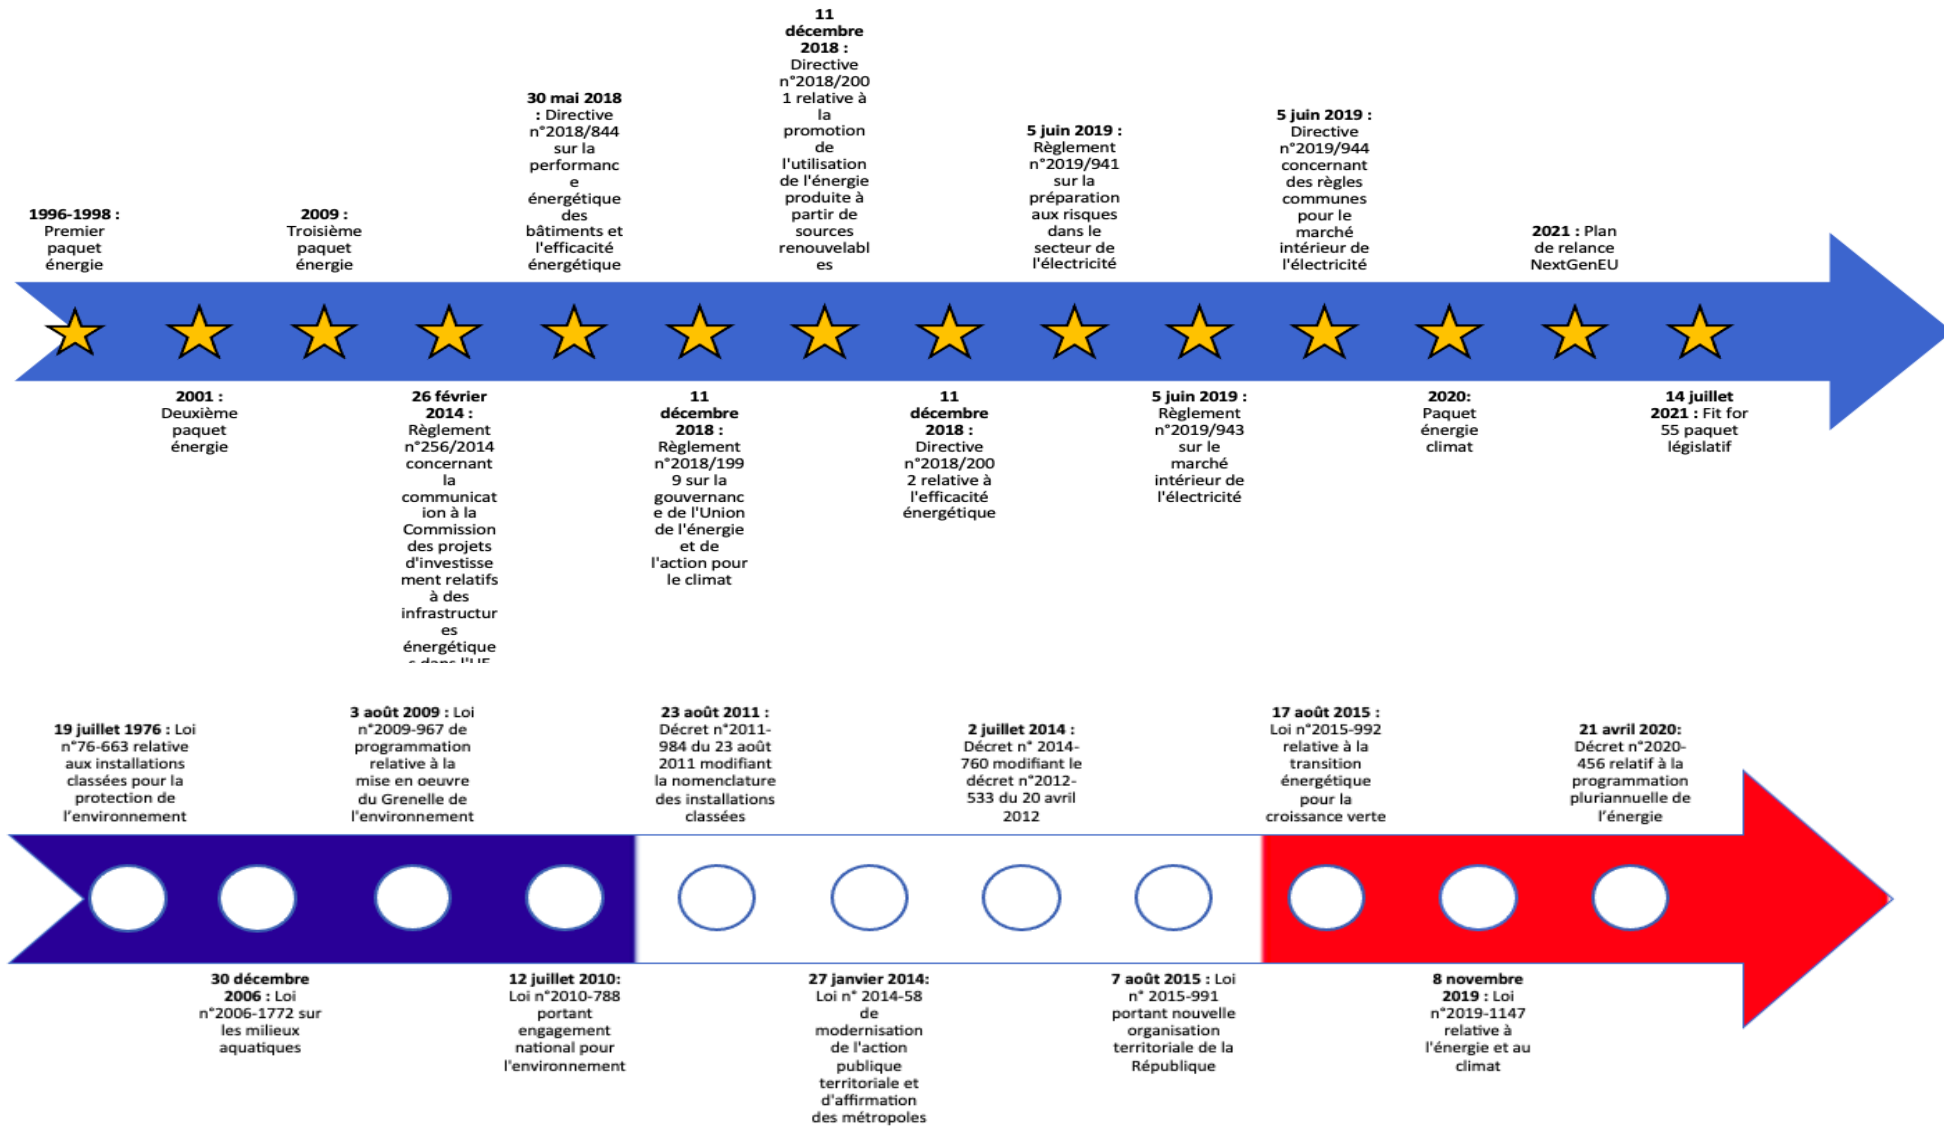 1996-1998 :
Premier
paquet
énergie
2001 :
Deuxième
paquet
énergie
2009 :
Troisième
paquet
énergie
26 février
2014 :
Règlement
n°256/2014
concernant
la
communicat
ion à la
Commission
des projets
d'investisse
ment relatifs
à des
infrastructur
es
énergétique
s dans l'UE
30 mai 2018
: Directive
n°2018/844
sur la
performanc
e
énergétique
des
bâtiments et
l'efficacité
énergétique
11
décembre
2018 :
Règlement
n°2018/199
9 sur la
gouvernanc
e de l'Union
de l'énergie
et de
l'action pour
le climat
11
décembre
2018 :
Directive
n°2018/200
1 relative à
la
promotion
de
l'utilisation
de l'énergie
produite à
partir de
sources
renouvelabl
es
11
décembre
2018 :
Directive
n°2018/200
2 relative à
l'efficacité
énergétique
5 juin 2019 :
Règlement
n°2019/941
sur la
préparation
aux risques
dans le
secteur de
l'électricité
5 juin 2019 :
Règlement
n°2019/943
sur le
marché
intérieur de
l'électricité
5 juin 2019 :
Directive
n°2019/944
concernant
des règles
communes
pour le
marché
intérieur de
l'électricité
2020:
Paquet
énergie
climat
2021 : Plan
de relance
NextGenEU
14 juillet
2021 : Fit for
55 paquet
législatif
19 juillet 1976 : Loi
n°76-663 relative
aux installations
classées pour la
protection de
l’environnement
30 décembre
2006 : Loi
n°2006-1772 sur
les milieux
aquatiques
3 août 2009 : Loi
n°2009-967 de
programmation
relative à la
mise en oeuvre
du Grenelle de
l'environnement
12 juillet 2010:
Loi n°2010-788
portant
engagement
national pour
l'environnement
23 août 2011 :
Décret n°2011-
984 du 23 août
2011 modifiant
la nomenclature
des installations
classées
27 janvier 2014:
Loi n° 2014-58
de
modernisation
de l'action
publique
territoriale et
d'affirmation
des métropoles
2 juillet 2014 :
Décret n° 2014-
760 modifiant le
décret n°2012-
533 du 20 avril
2012
7 août 2015 : Loi
n° 2015-991
portant nouvelle
organisation
territoriale de la
République
17 août 2015 :
Loi n°2015-992
relative à la
transition
énergétique
pour la
croissance verte
8 novembre
2019 : Loi
n°2019-1147
relative à
l'énergie et au
climat
21 avril 2020:
Décret n°2020-
456 relatif à la
programmation
pluriannuelle de
l’énergie